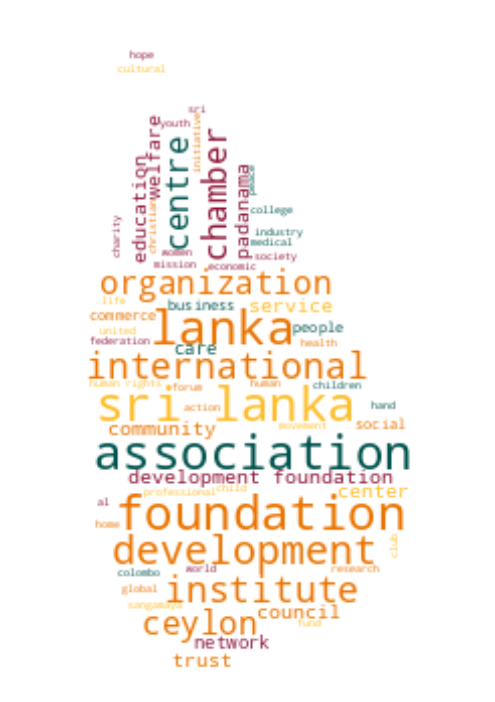 hope
cultural
sri
youth
initiative
welfare
education
centre
chamber
padanama
peace
christian
charity
college
industry
medical
women
society
mission
economic
organization
life
business
service
commerce
lanka
people
united
federation
care
health
international
human rights
forum
human
children
sri lanka
action
hand
community
movement
social
association
development foundation
professional
child
center
al
foundation
home
development
club
colombo
world
research
global
institute
sangamaya
council
ceylon
fund
network
trust